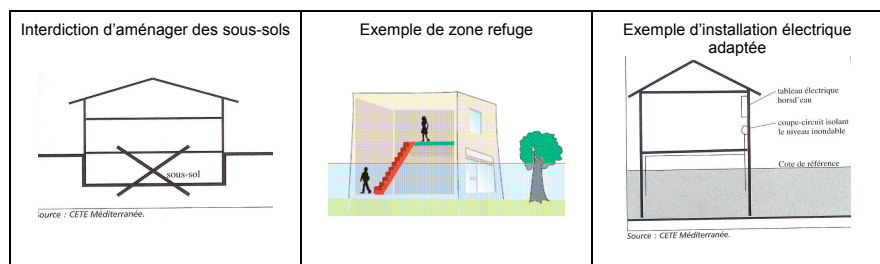 Interdiction d'aménager des sous-sols
sous-sol
Source : CETE Méditerranée.
Exemple de zone refuge
Exemple d'installation électrique
adaptée
tableau électrique
hors d'eau
coupe-circuit isolant
le niveau inondable
Cote de référence
Source : CETE Méditerranée.